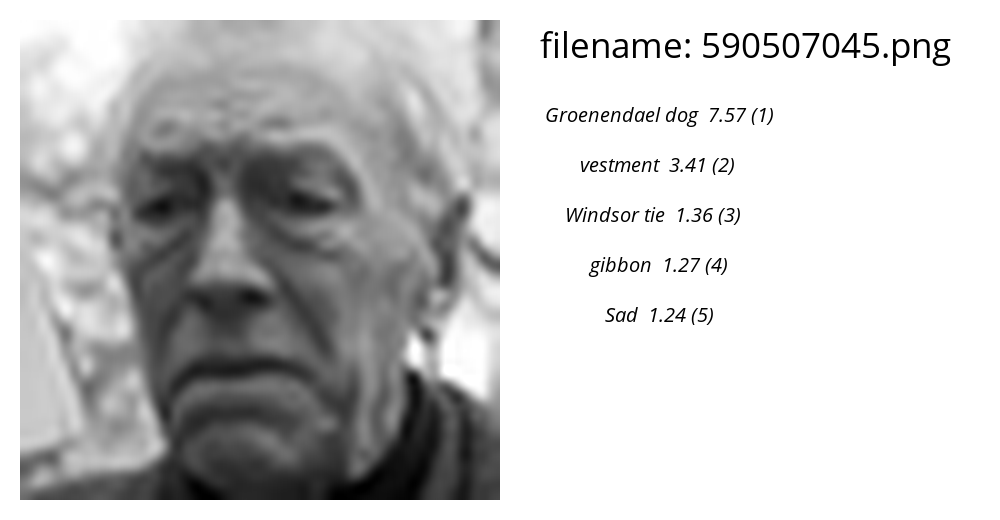 filename: 590507045.png
Groenendael dog 7.57 (1)
vestment 3.41 (2)
Windsor tie 1.36 (3)
gibbon 1.27 (4)
Sad 1.24 (5)